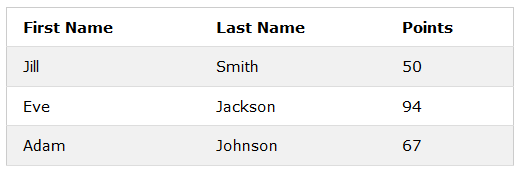 First Name Last Name Points
Jill Smith 50
Eve Jackson 94
Adam Johnson 67